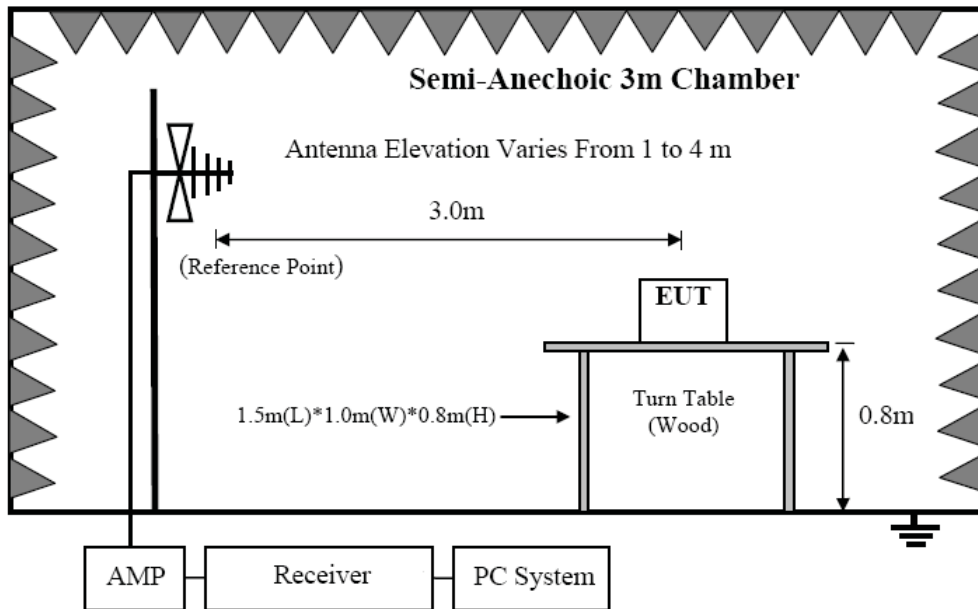 Semi-Anechoic 3m Chamber
Antenna Elevation Varies From 1 to 4 m
3.0m
(Reference Point)
EUT
1.5m(L)*1.0m(W)*0.8m(H)
Turn Table
(Wood)
0.8m
AMP
Receiver
PC System